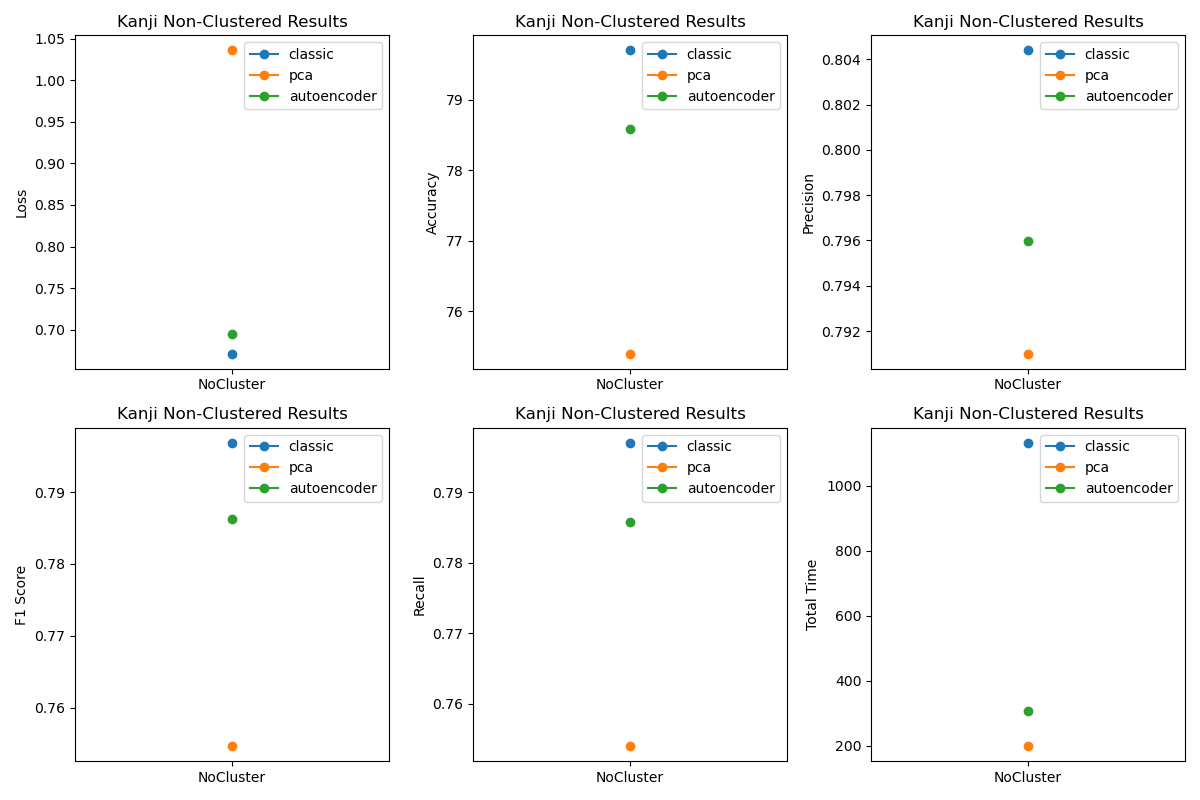 Kanji Non-Clustered Results
Loss
1.05
1.00
0.95
0.90
0.85
0.80
0.75
0.70
classic
pca
autoencoder
NoCluster
Kanji Non-Clustered Results
Accuracy
79
78
77
76
classic
pca
autoencoder
NoCluster
Kanji Non-Clustered Results
Precision
0.804
0.802
0.800
0.798
0.796
0.794
0.792
classic
pca
autoencoder
NoCluster
Kanji Non-Clustered Results
F1 Score
0.79
0.78
0.77
0.76
classic
pca
autoencoder
NoCluster
Kanji Non-Clustered Results
Recall
0.79
0.78
0.77
0.76
classic
pca
autoencoder
NoCluster
Kanji Non-Clustered Results
Total Time
1000
800
600
400
200
classic
pca
autoencoder
NoCluster